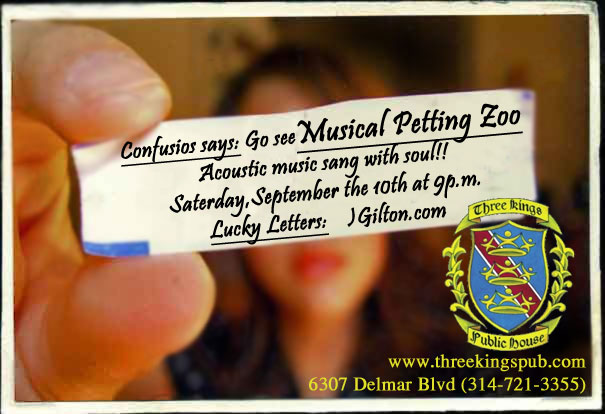 Confusios says: Go see Musical Petting Zoo
Acoustic music sang with soul!!
Saterday, September the 10th at 9p.m.
Lucky Letters: JGilton.com
Three Kings
Public House
www.threekingspub.com
6307 Delmar Blvd (314-721-3355)